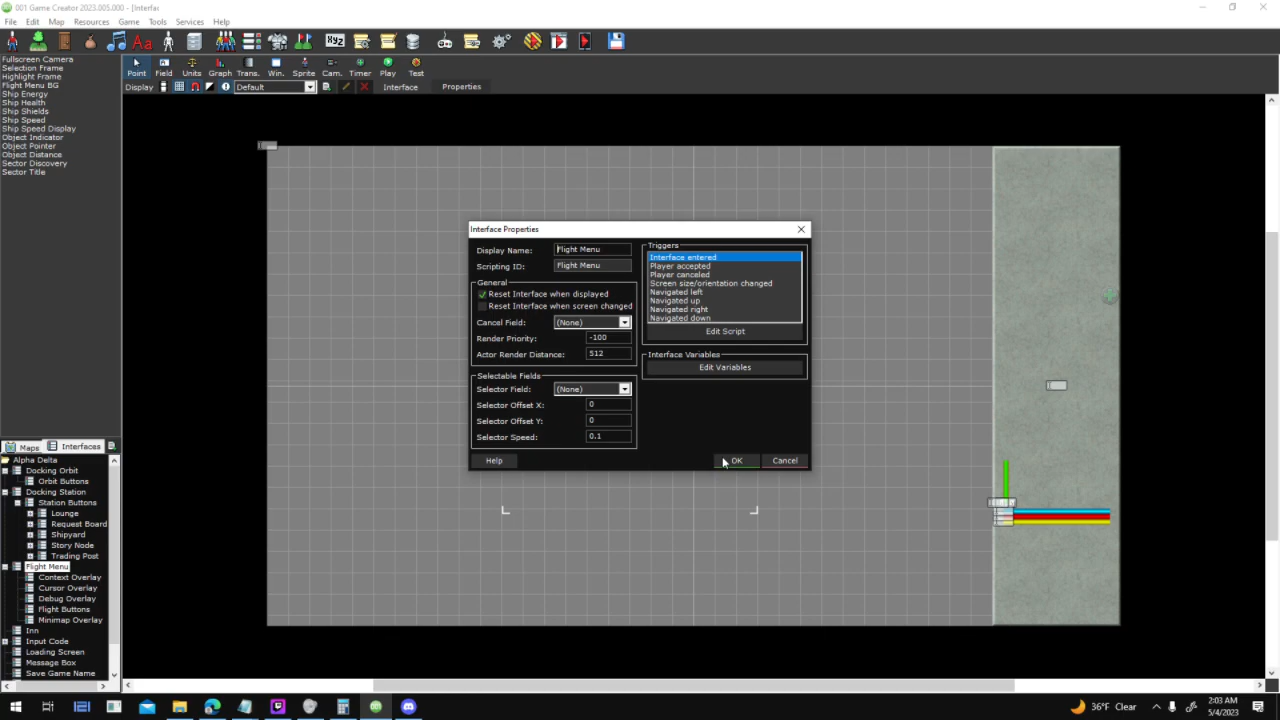 001 Game Creator 2023.005.000 - [Interfac
File Edit Map Resources Game Tools Services Help
Point Field Units Graph Trans. Win. Sprite Cam. Timer Play Test
Display Default Interface Properties
Fullscreen Camera
Selection Frame
Highlight Frame
Flight Menu BG
Ship Energy
Ship Health
Ship Shields
Ship Speed
Ship Speed Display
Object Indicator
Object Pointer
Object Distance
Sector Discovery
Sector Title
Interface Properties
Display Name: Flight Menu
Scripting ID: Flight Menu
General
Reset Interface when displayed
Reset Interface when screen changed
Cancel Field: (None)
Render Priority: -100
Actor Render Distance: 512
Selectable Fields
Selector Field: (None)
Selector Offset X: 0
Selector Offset Y: 0
Selector Speed: 0.1
Triggers
Interface entered
Player accepted
Player canceled
Screen size/orientation changed
Navigated left
Navigated up
Navigated right
Navigated down
Edit Script
Interface Variables
Edit Variables
Help OK Cancel
Maps Interfaces
Alpha Delta
Docking Orbit
Orbit Buttons
Docking Station
Station Buttons
Lounge
Request Board
Shipyard
Story Node
Trading Post
Flight Menu
Context Overlay
Cursor Overlay
Debug Overlay
Flight Buttons
Minimap Overlay
Inn
Input Code
Loading Screen
Message Box
Save Game Name
36°F Clear
2:03 AM
5/4/2023